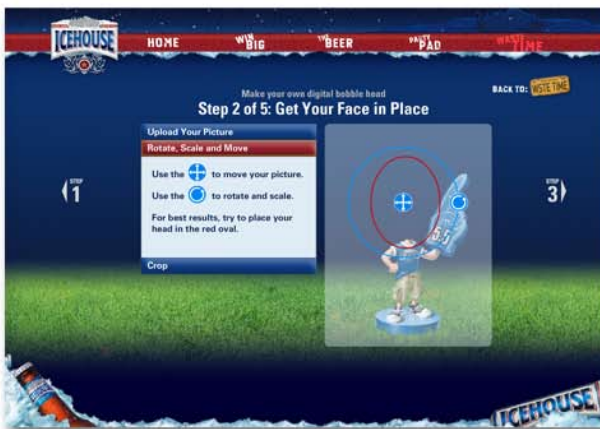 ICEHOUSE
HOME
WIN BIG
THE BEER
PARTY PAD
WASTE TIME
BACK TO: WSTE TIME
Make your own digital bobble head
Step 2 of 5: Get Your Face in Place
Upload Your Picture
Rotate, Scale and Move
Use the to move your picture.
Use the to rotate and scale.
For best results, try to place your
head in the red oval.
Crop
STEP
1
STEP
3
5.5
ICEHOUSE